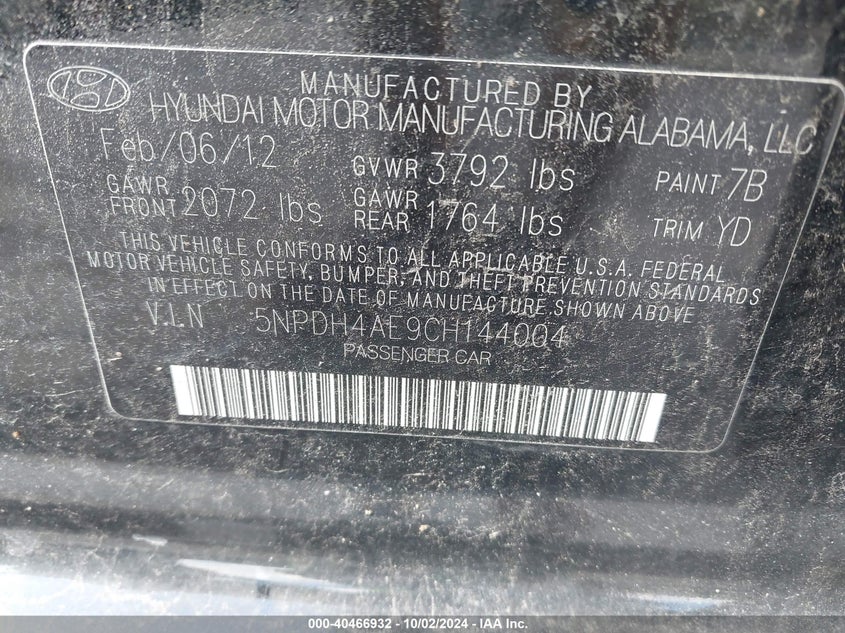 MANUFACTURED BY
HYUNDAI MOTOR MANUFACTURING ALABAMA, LLC
Feb/06/12 GVWR 3792 lbs PAINT 7B
GAWR FRONT 2072 lbs GAWR REAR 1764 lbs TRIM YD
THIS VEHICLE CONFORMS TO ALL APPLICABLE U.S.A. FEDERAL
MOTOR VEHICLE SAFETY, BUMPER, AND THEFT PREVENTION STANDARDS
IN EFFECT ON THE DATE OF MANUFACTURE SHOWN ABOVE
V.I.N 5NPDH4AE9CH144004
PASSENGER CAR
000-40466932 - 10/02/2024 - IAA Inc.